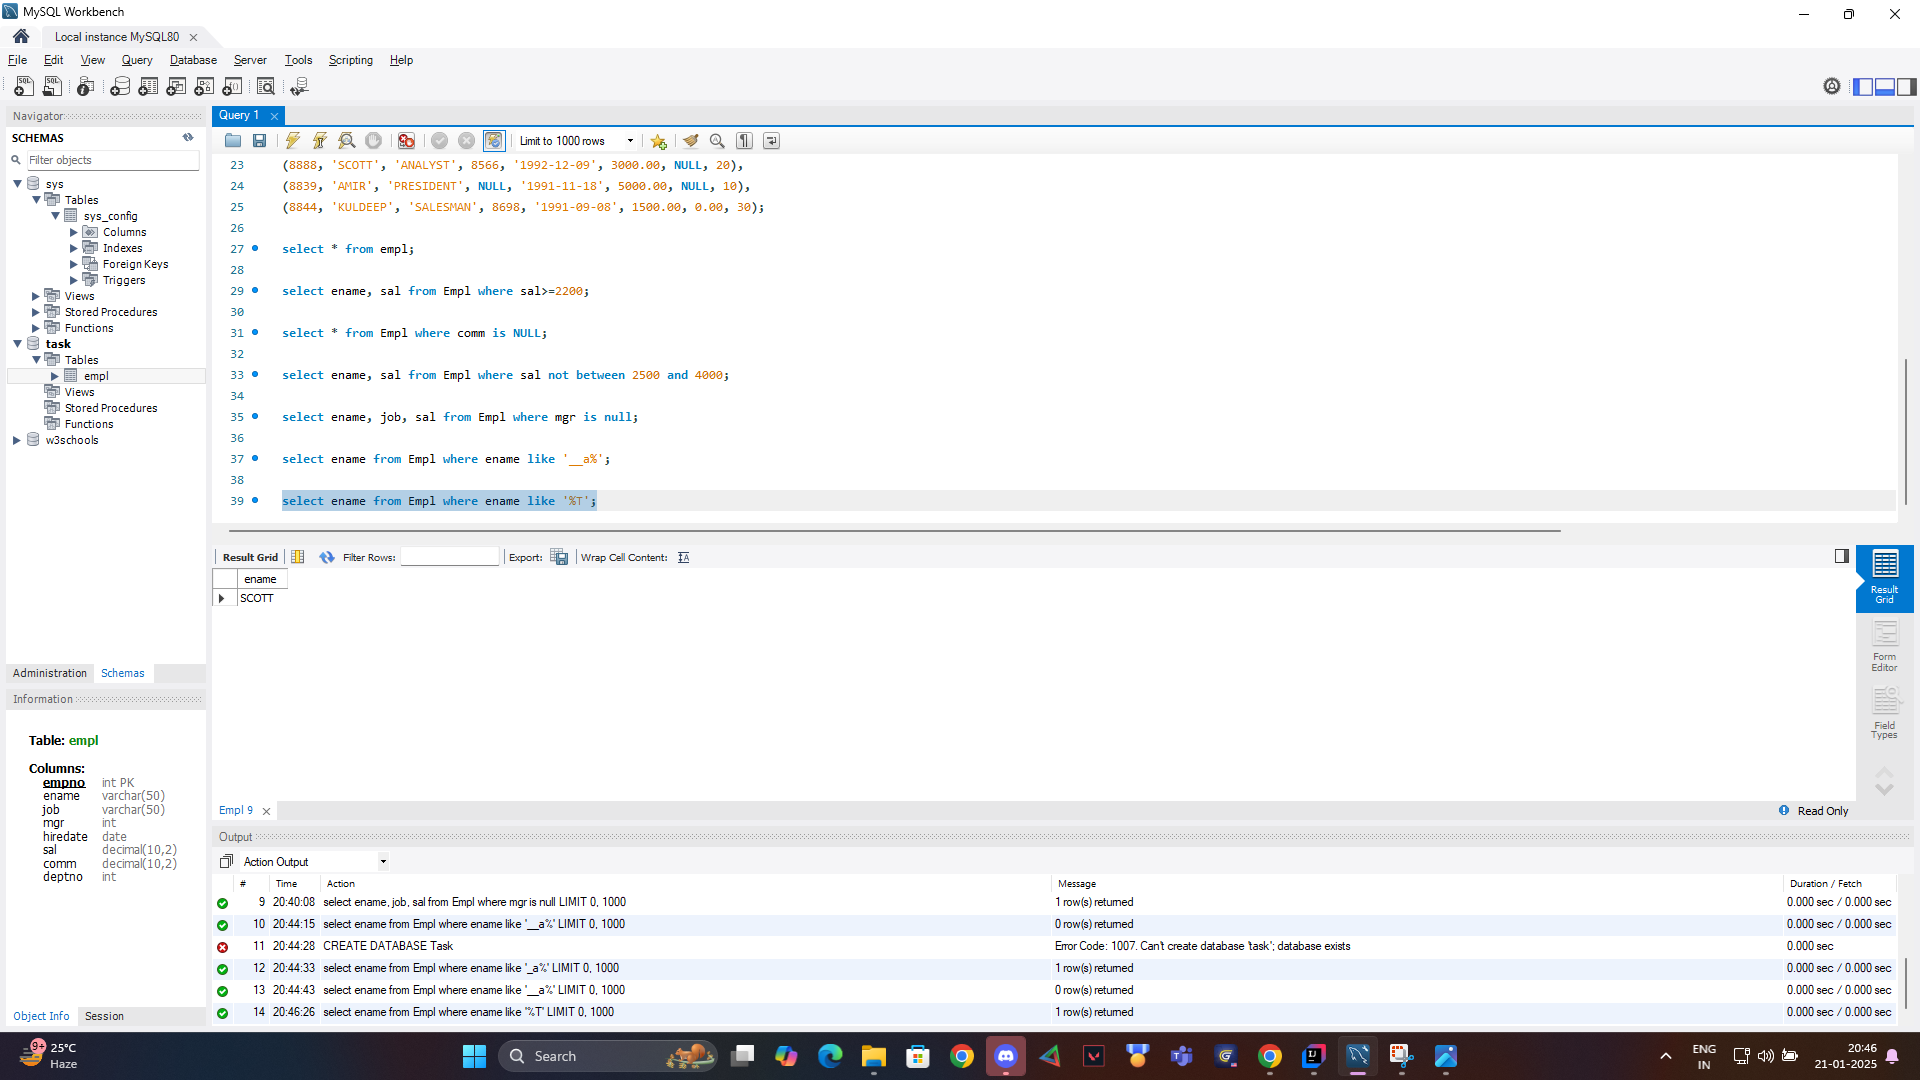 MySQL Workbench
Local instance MySQL80
File Edit View Query Database Server Tools Scripting Help
Navigator
SCHEMAS
Filter objects
sys
Tables
sys_config
Columns
Indexes
Foreign Keys
Triggers
Views
Stored Procedures
Functions
task
Tables
empl
Views
Stored Procedures
Functions
w3schools
Administration Schemas
Information
Table: empl
Columns:
empno int PK
ename varchar(50)
job varchar(50)
mgr int
hiredate date
sal decimal(10,2)
comm decimal(10,2)
deptno int
Object Info Session
Query 1
Limit to 1000 rows
23 (8888, 'SCOTT', 'ANALYST', 8566, '1992-12-09', 3000.00, NULL, 20),
24 (8839, 'AMIR', 'PRESIDENT', NULL, '1991-11-18', 5000.00, NULL, 10),
25 (8844, 'KULDEEP', 'SALESMAN', 8698, '1991-09-08', 1500.00, 0.00, 30);
26
27 select * from empl;
28
29 select ename, sal from Empl where sal>=2200;
30
31 select * from Empl where comm is NULL;
32
33 select ename, sal from Empl where sal not between 2500 and 4000;
34
35 select ename, job, sal from Empl where mgr is null;
36
37 select ename from Empl where ename like '__a%';
38
39 select ename from Empl where ename like '%T';
Result Grid Filter Rows: Export: Wrap Cell Content:
ename
SCOTT
Result
Grid
Form
Editor
Field
Types
Empl 9
Read Only
Output
Action Output
# Time Action Message Duration / Fetch
9 20:40:08 select ename, job, sal from Empl where mgr is null LIMIT 0, 1000 1 row(s) returned 0.000 sec / 0.000 sec
10 20:44:15 select ename from Empl where ename like '__a%' LIMIT 0, 1000 0 row(s) returned 0.000 sec / 0.000 sec
11 20:44:28 CREATE DATABASE Task Error Code: 1007. Can't create database 'task'; database exists 0.000 sec
12 20:44:33 select ename from Empl where ename like '_a%' LIMIT 0, 1000 1 row(s) returned 0.000 sec / 0.000 sec
13 20:44:43 select ename from Empl where ename like '__a%' LIMIT 0, 1000 0 row(s) returned 0.000 sec / 0.000 sec
14 20:46:26 select ename from Empl where ename like '%T' LIMIT 0, 1000 1 row(s) returned 0.000 sec / 0.000 sec
9+
25°C
Haze
Search
ENG
IN
20:46
21-01-2025